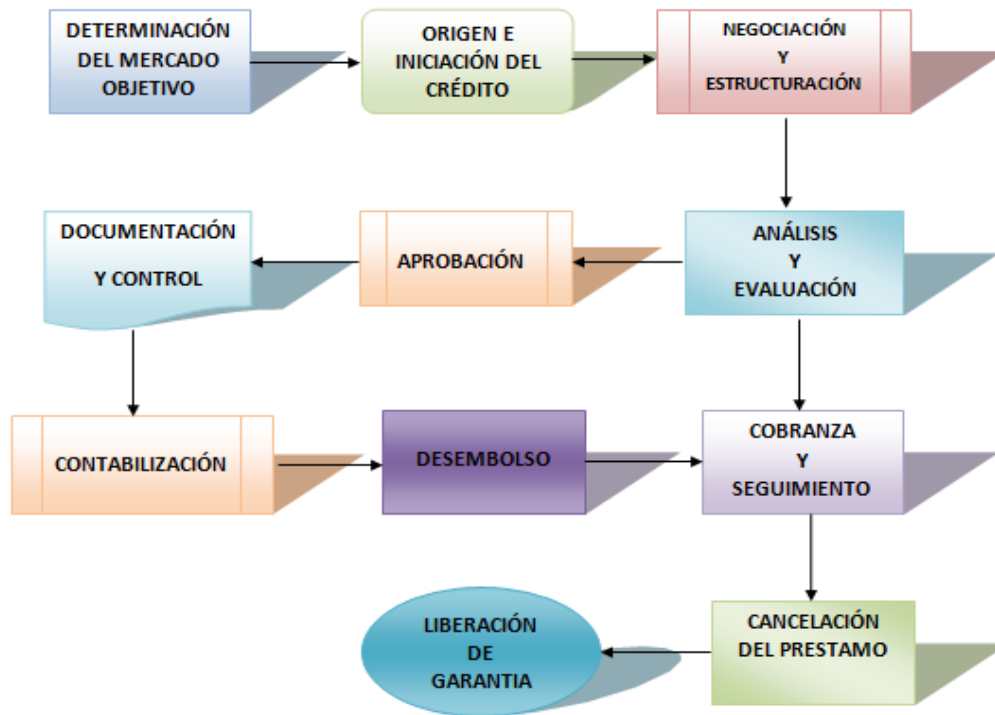 DETERMINACIÓN
DEL MERCADO
OBJETIVO
ORIGEN E
INICIACIÓN DEL
CRÉDITO
NEGOCIACIÓN
Y
ESTRUCTURACIÓN
DOCUMENTACIÓN
Y CONTROL
APROBACIÓN
ANÁLISIS
Y
EVALUACIÓN
CONTABILIZACIÓN
DESEMBOLSO
COBRANZA
Y
SEGUIMIENTO
LIBERACIÓN
DE
GARANTIA
CANCELACIÓN
DEL PRESTAMO